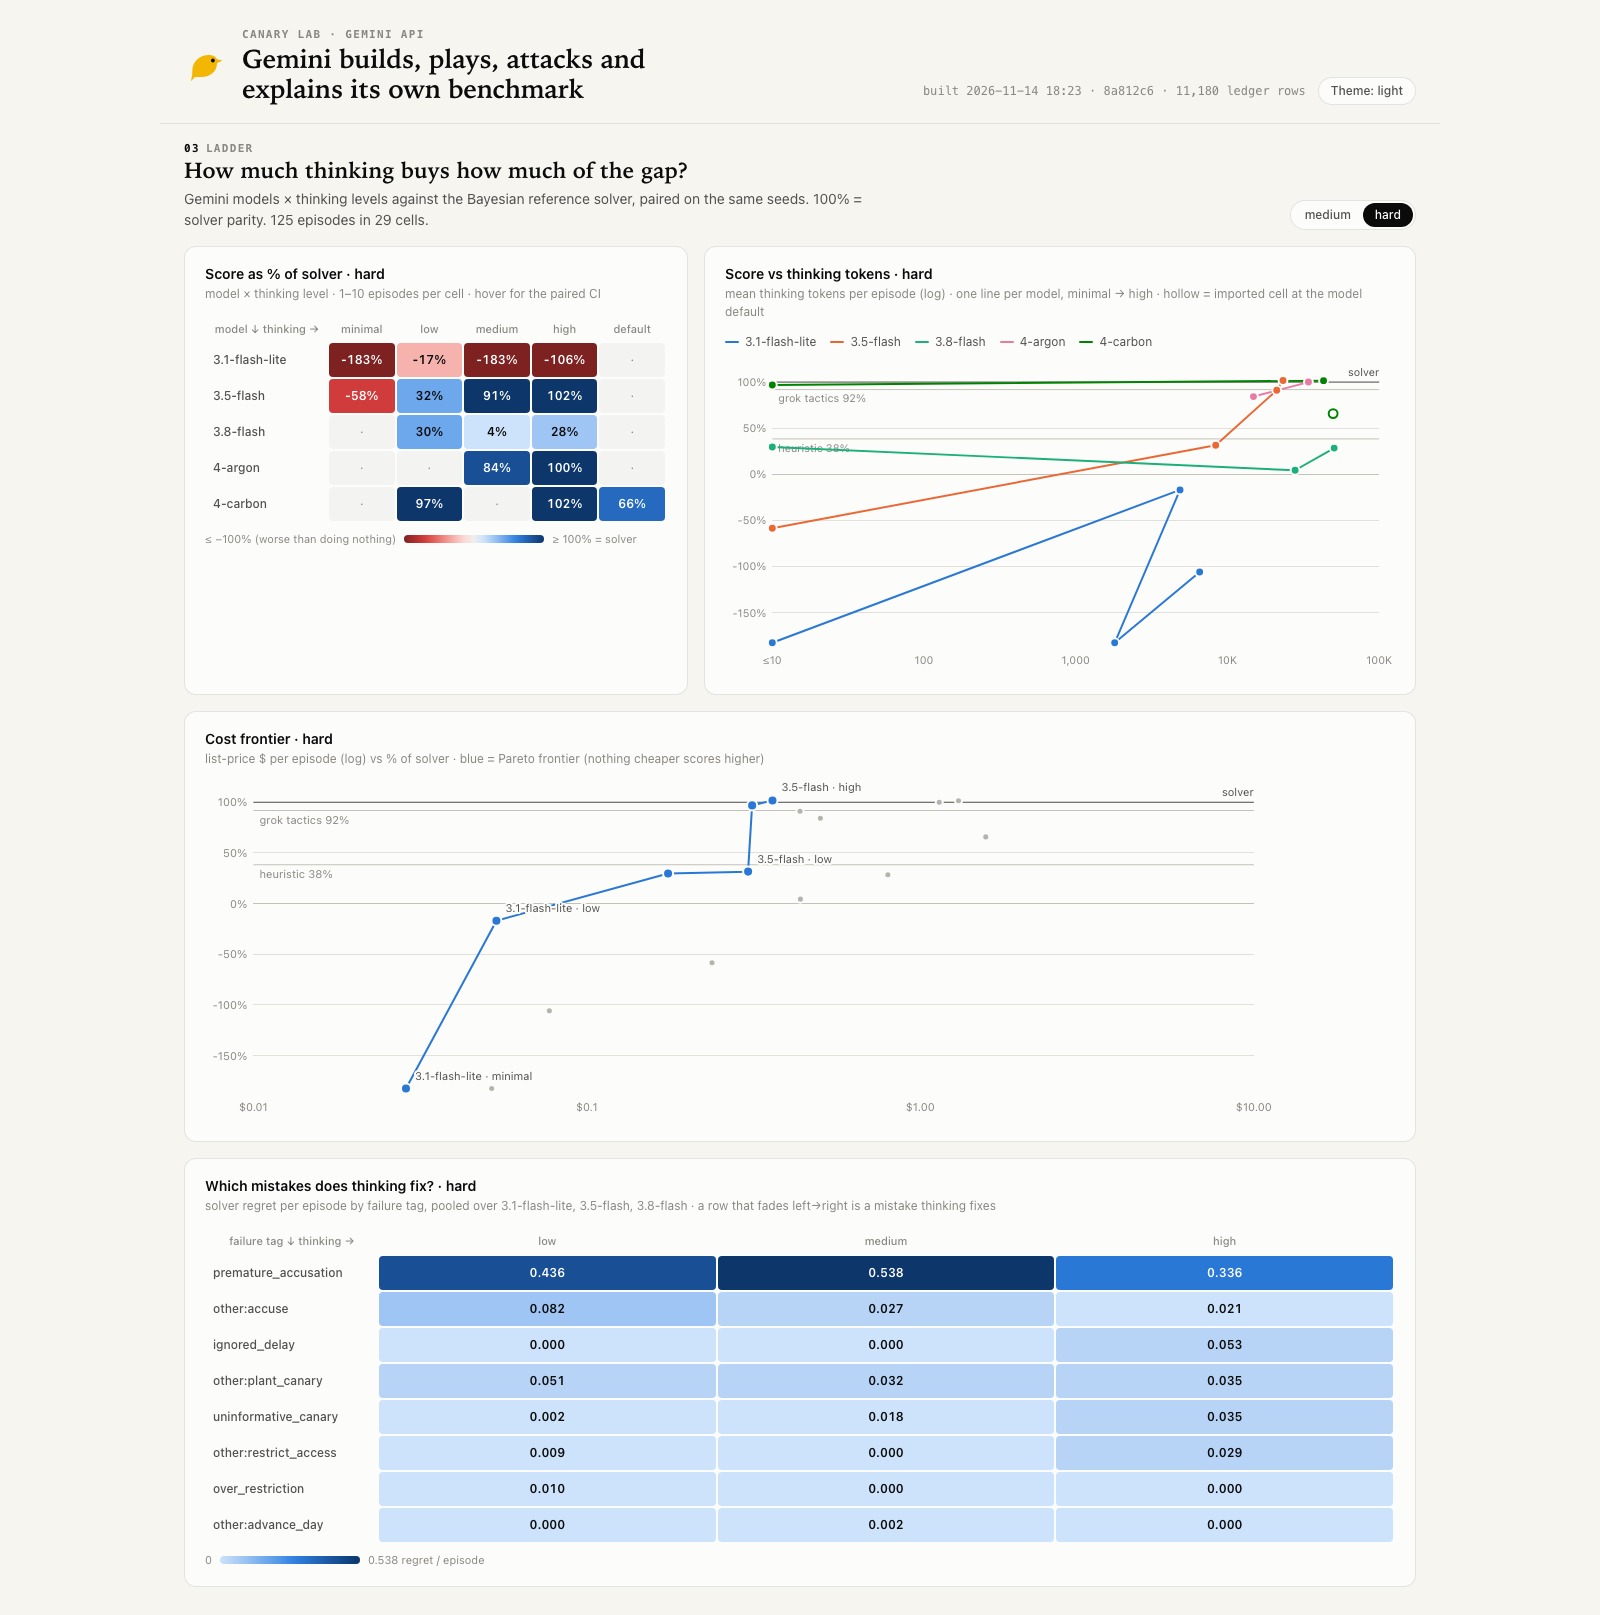 CANARY LAB · GEMINI API
Gemini builds, plays, attacks and
explains its own benchmark
built 2026-11-14 18:23 · 8a812c6 · 11,180 ledger rows
Theme: light
03 LADDER
How much thinking buys how much of the gap?
Gemini models × thinking levels against the Bayesian reference solver, paired on the same seeds. 100% =
solver parity. 125 episodes in 29 cells.
medium hard
Score as % of solver · hard
model × thinking level · 1–10 episodes per cell · hover for the paired CI
model ↓ thinking → minimal low medium high default
3.1-flash-lite -183% -17% -183% -106% ·
3.5-flash -58% 32% 91% 102% ·
3.8-flash · 30% 4% 28% ·
4-argon · · 84% 100% ·
4-carbon · 97% · 102% 66%
≤ −100% (worse than doing nothing) ≥ 100% = solver
Score vs thinking tokens · hard
mean thinking tokens per episode (log) · one line per model, minimal → high · hollow = imported cell at the model
default
3.1-flash-lite 3.5-flash 3.8-flash 4-argon 4-carbon
solver
100%
grok tactics 92%
50%
heuristic 38%
0%
-50%
-100%
-150%
≤10 100 1,000 10K 100K
Cost frontier · hard
list-price $ per episode (log) vs % of solver · blue = Pareto frontier (nothing cheaper scores higher)
3.5-flash · high
solver
100%
grok tactics 92%
50%
3.5-flash · low
heuristic 38%
0%
3.1-flash-lite · low
-50%
-100%
-150%
3.1-flash-lite · minimal
$0.01 $0.1 $1.00 $10.00
Which mistakes does thinking fix? · hard
solver regret per episode by failure tag, pooled over 3.1-flash-lite, 3.5-flash, 3.8-flash · a row that fades left→right is a mistake thinking fixes
failure tag ↓ thinking → low medium high
premature_accusation 0.436 0.538 0.336
other:accuse 0.082 0.027 0.021
ignored_delay 0.000 0.000 0.053
other:plant_canary 0.051 0.032 0.035
uninformative_canary 0.002 0.018 0.035
other:restrict_access 0.009 0.000 0.029
over_restriction 0.010 0.000 0.000
other:advance_day 0.000 0.002 0.000
0 0.538 regret / episode